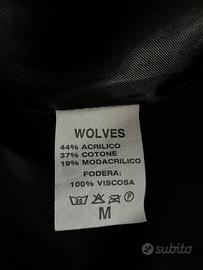 WOLVES
44% ACRILICO
37% COTONE
19% MODACRILICO
FODERA:
100% VISCOSA
M
subito